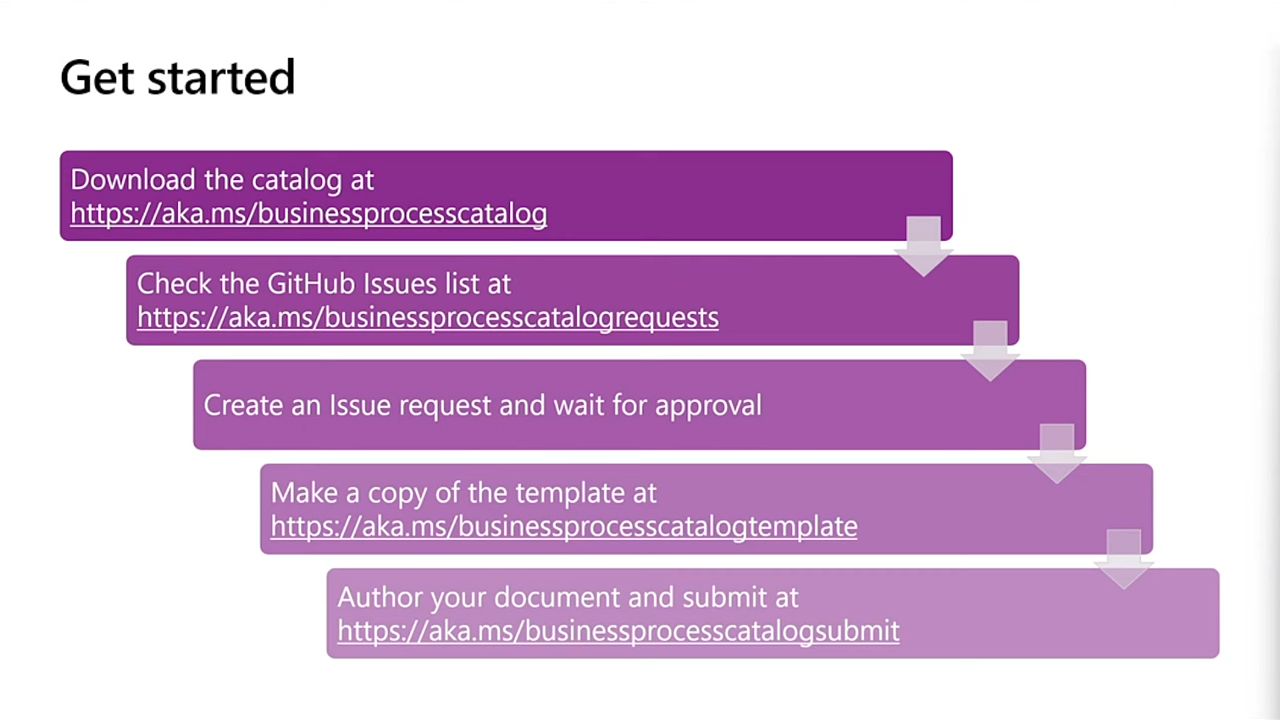 Get started
Download the catalog at
https://aka.ms/businessprocesscatalog
Check the GitHub Issues list at
https://aka.ms/businessprocesscatalogrequests
Create an Issue request and wait for approval
Make a copy of the template at
https://aka.ms/businessprocesscatalogtemplate
Author your document and submit at
https://aka.ms/businessprocesscatalogsubmit